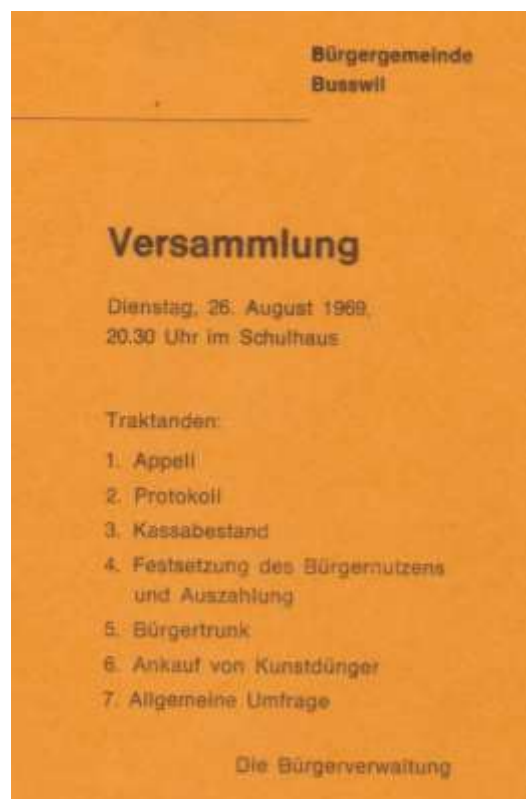 Bürgergemeinde
Busswil
Versammlung
Dienstag, 26. August 1969,
20.30 Uhr im Schulhaus
Traktanden:
1. Appell
2. Protokoll
3. Kassabestand
4. Festsetzung des Bürgernutzens
und Auszahlung
5. Bürgertrunk
6. Ankauf von Kunstdünger
7. Allgemeine Umfrage
Die Bürgerverwaltung